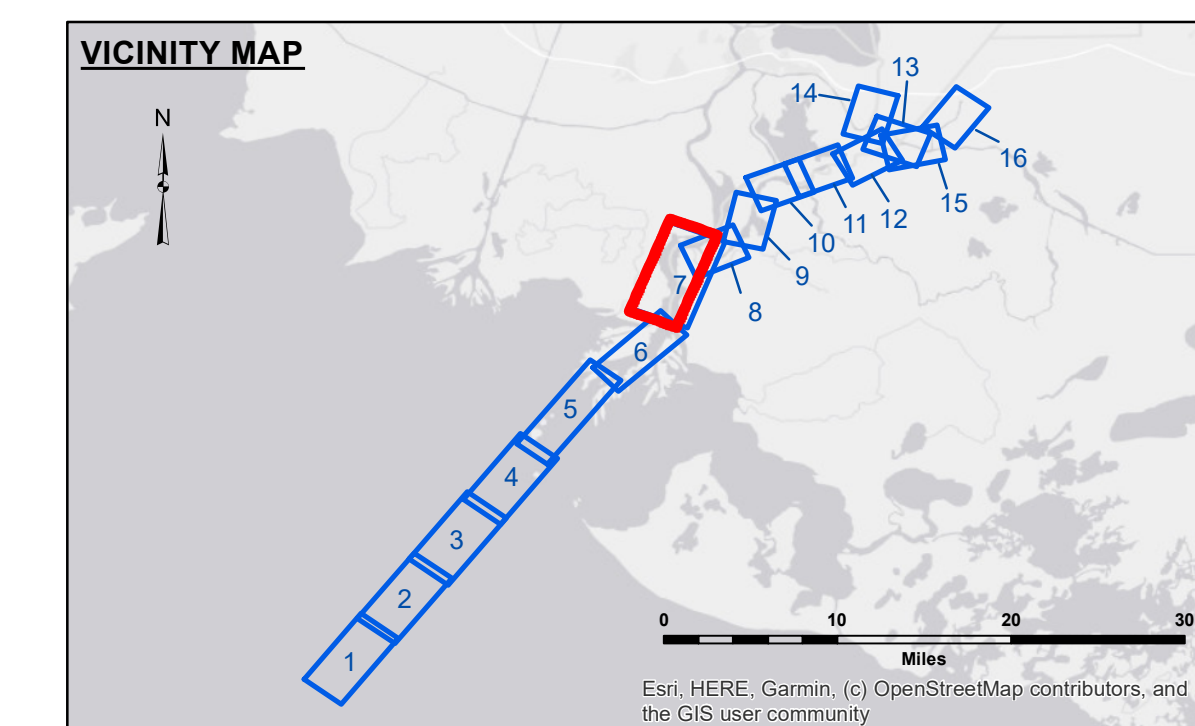 VICINITY MAP
N
13
14
16
15
12
11
10
9
7
8
6
5
4
3
2
1
0 10 20 30
Miles
Esri, HERE, Garmin, (c) OpenStreetMap contributors, and
the GIS user community